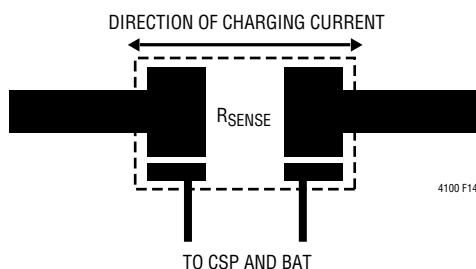 DIRECTION OF CHARGING CURRENT
RSENSE
4100 F14
TO CSP AND BAT